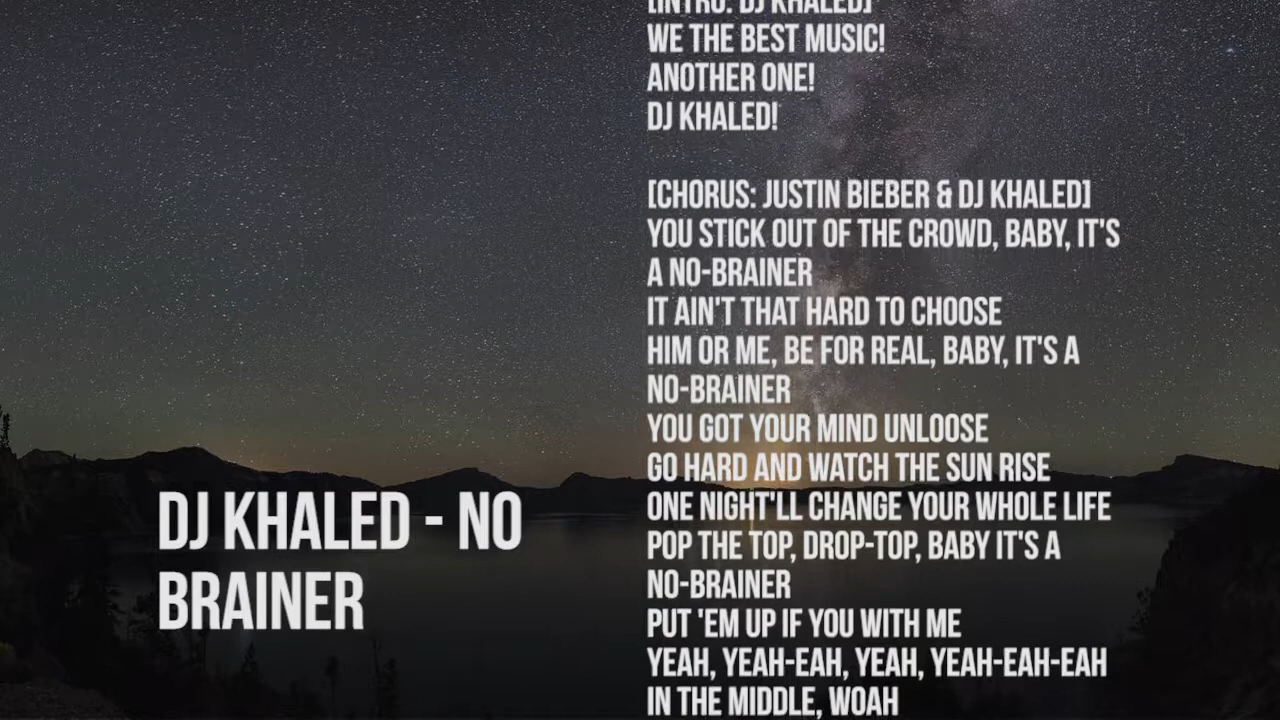 DJ KHALED - NO
BRAINER
[INTRO: DJ KHALED]
WE THE BEST MUSIC!
ANOTHER ONE!
DJ KHALED!
[CHORUS: JUSTIN BIEBER & DJ KHALED]
YOU STICK OUT OF THE CROWD, BABY, IT'S
A NO-BRAINER
IT AIN'T THAT HARD TO CHOOSE
HIM OR ME, BE FOR REAL, BABY, IT'S A
NO-BRAINER
YOU GOT YOUR MIND UNLOOSE
GO HARD AND WATCH THE SUN RISE
ONE NIGHT'LL CHANGE YOUR WHOLE LIFE
POP THE TOP, DROP-TOP, BABY IT'S A
NO-BRAINER
PUT 'EM UP IF YOU WITH ME
YEAH, YEAH-EAH, YEAH, YEAH-EAH-EAH
IN THE MIDDLE, WOAH